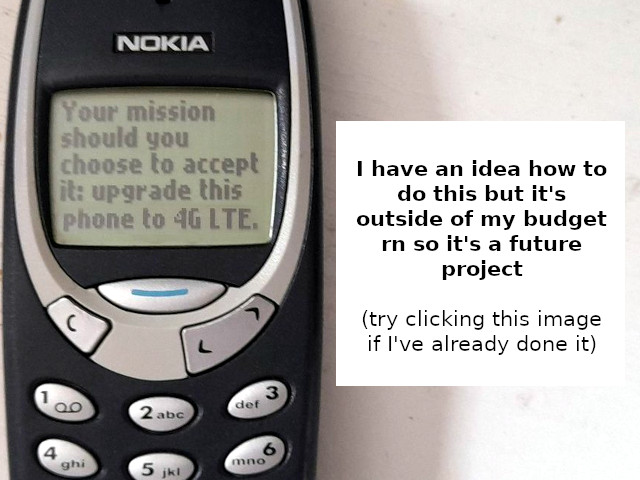 NOKIA
Your mission
should you
choose to accept
it: upgrade this
phone to 4G LTE.
I have an idea how to
do this but it's
outside of my budget
rn so it's a future
project
(try clicking this image
if I've already done it)
C
1
2 abc
def 3
4 ghi
5 jkl
mno 6